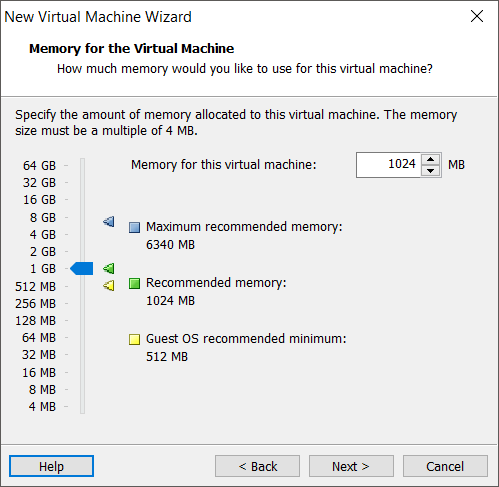 New Virtual Machine Wizard
Memory for the Virtual Machine
How much memory would you like to use for this virtual machine?
Specify the amount of memory allocated to this virtual machine. The memory
size must be a multiple of 4 MB.
Memory for this virtual machine: 1024 MB
64 GB
32 GB
16 GB
8 GB
4 GB
2 GB
1 GB
512 MB
256 MB
128 MB
64 MB
32 MB
16 MB
8 MB
4 MB
Maximum recommended memory:
6340 MB
Recommended memory:
1024 MB
Guest OS recommended minimum:
512 MB
Help
< Back
Next >
Cancel